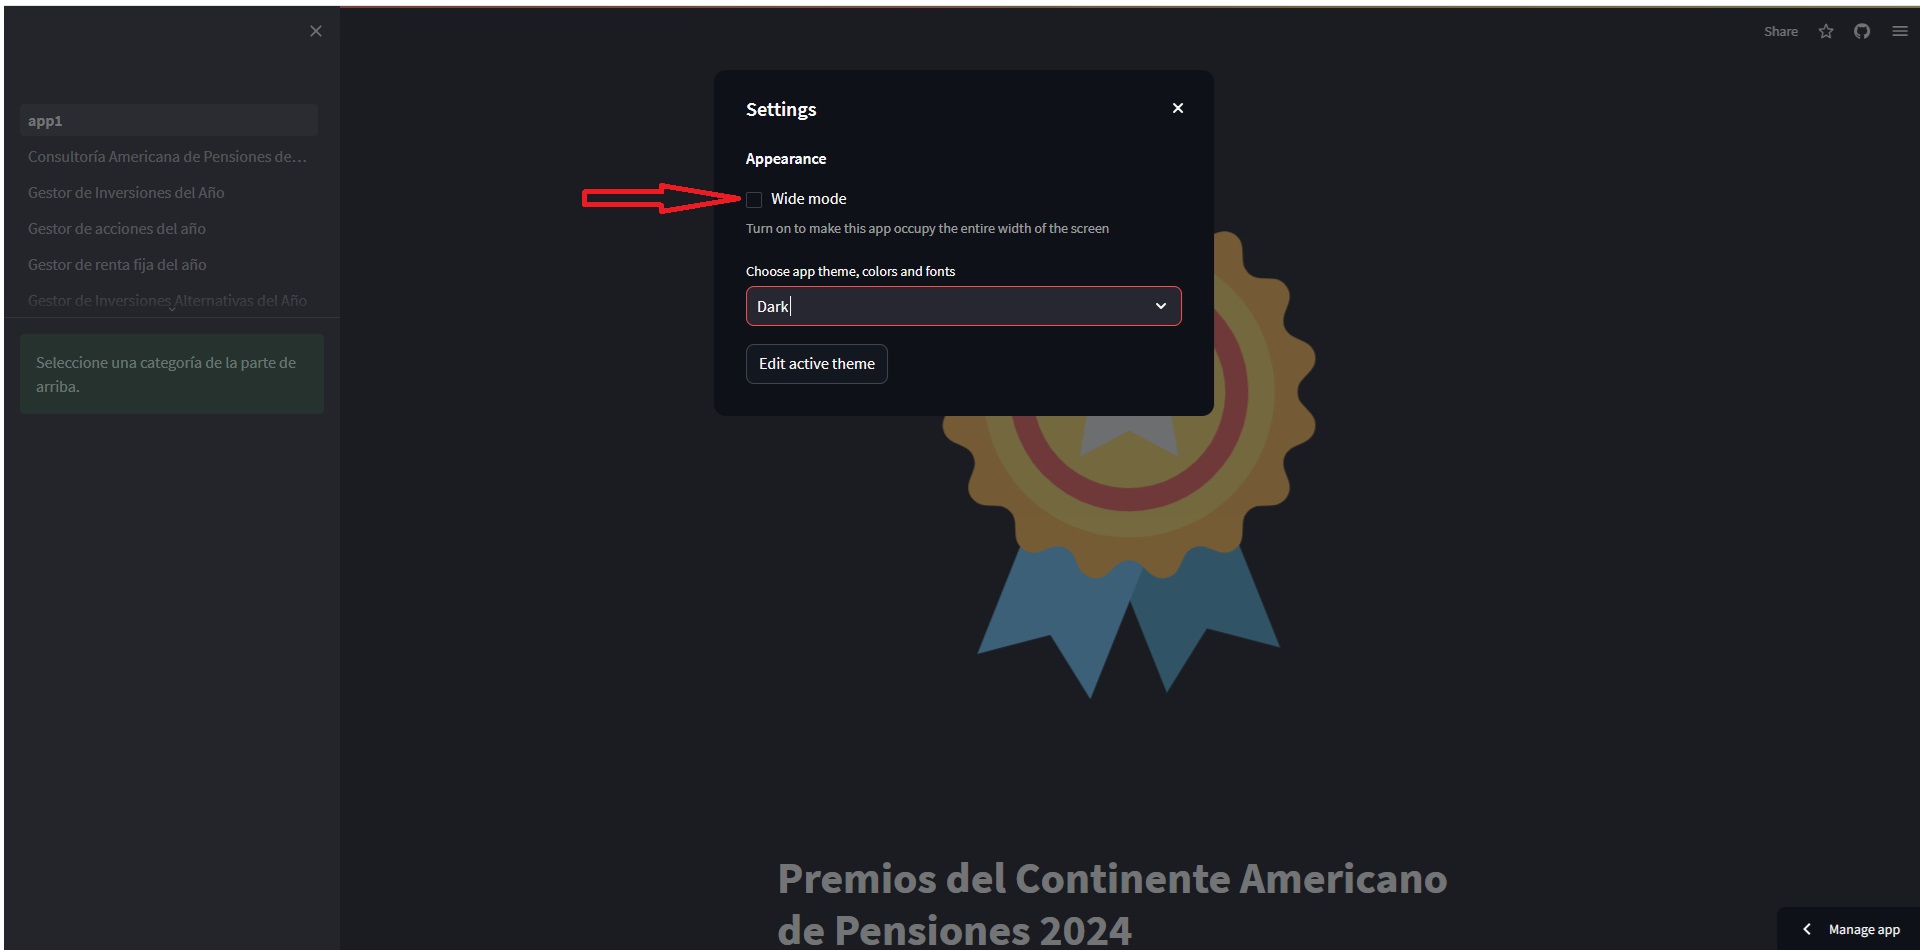 Share
app1
Consultoría Americana de Pensiones de...
Gestor de Inversiones del Año
Gestor de acciones del año
Gestor de renta fija del año
Gestor de Inversiones Alternativas del Año
Seleccione una categoría de la parte de
arriba.
Settings
Appearance
Wide mode
Turn on to make this app occupy the entire width of the screen
Choose app theme, colors and fonts
Dark
Edit active theme
Premios del Continente Americano
de Pensiones 2024
Manage app